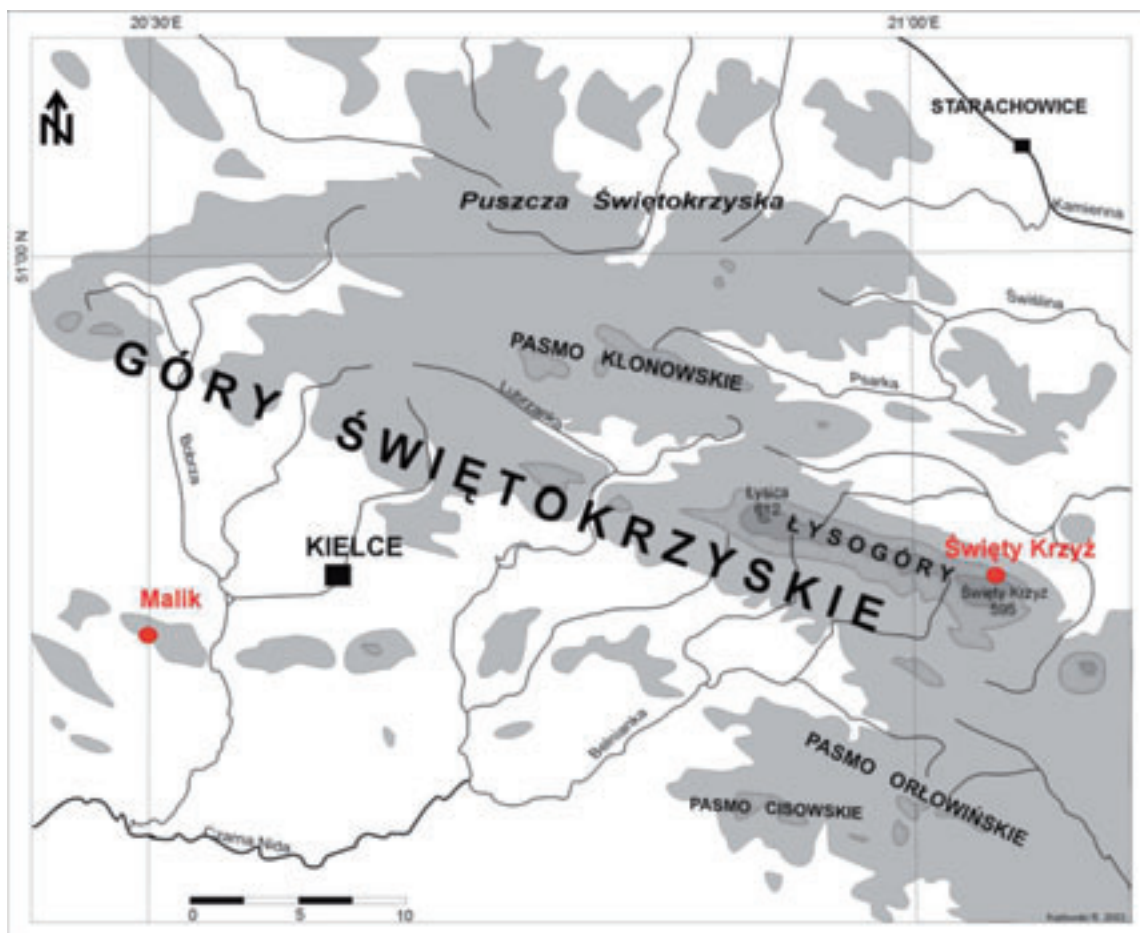 20°30'E
21°00'E
N
STARACHOWICE
Kamienna
Puszcza Świętokrzyska
51°00 N
Świślina
PASMO KLONOWSKIE
Psarka
GÓRY ŚWIĘTOKRZYSKIE
Lubrzanka
Bobrza
Łysica
612
ŁYSOGÓRY
KIELCE
Święty Krzyż
Święty Krzyż
595
Malik
Belnianka
PASMO ORŁOWIŃSKIE
PASMO CISOWSKIE
Czarna Nida
0 5 10